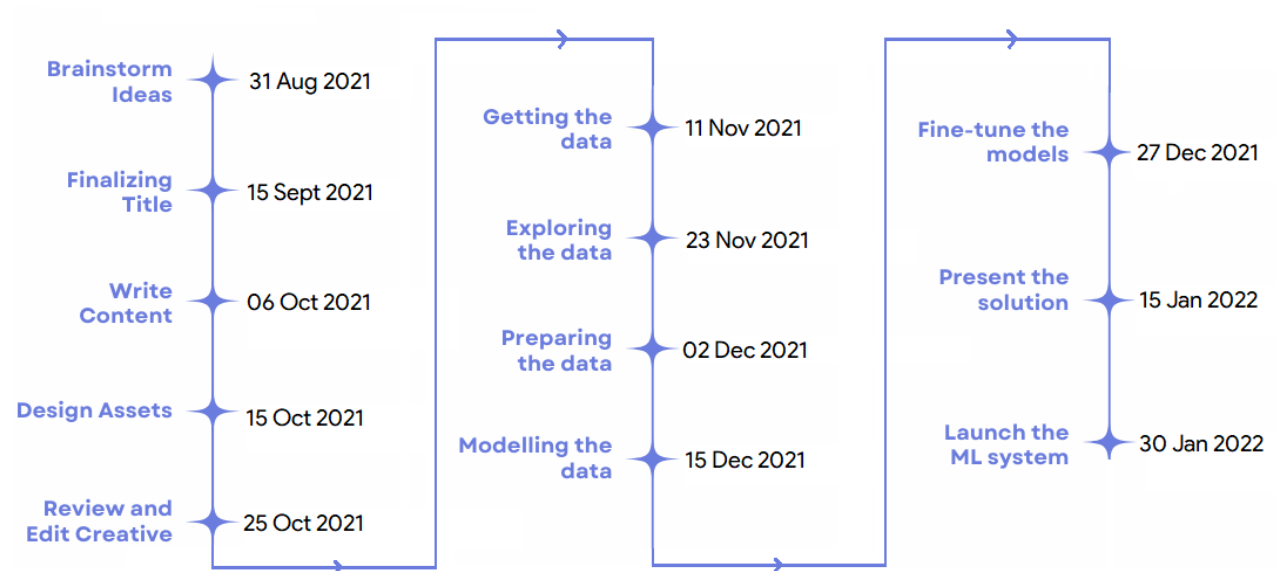 Brainstorm
Ideas
31 Aug 2021
Finalizing
Title
15 Sept 2021
Write
Content
06 Oct 2021
Design Assets
15 Oct 2021
Review and
Edit Creative
25 Oct 2021
Getting the
data
11 Nov 2021
Exploring
the data
23 Nov 2021
Preparing
the data
02 Dec 2021
Modelling the
data
15 Dec 2021
Fine-tune the
models
27 Dec 2021
Present the
solution
15 Jan 2022
Launch the
ML system
30 Jan 2022